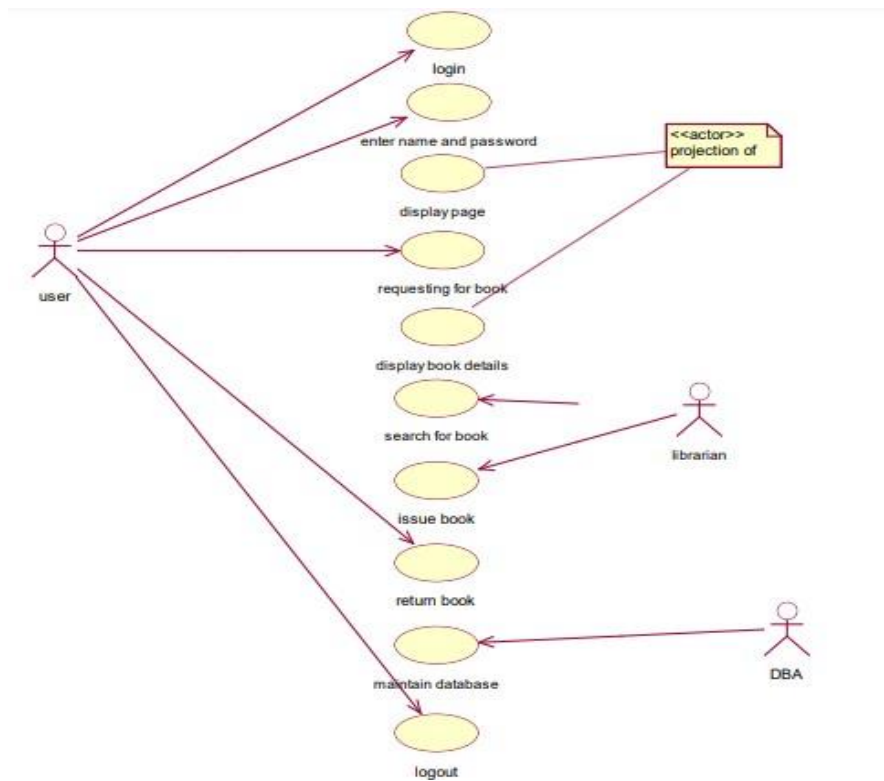 login
enter name and password
<<actor>>
projection of
display page
user
requesting for book
display book details
search for book
librarian
issue book
return book
DBA
maintain database
logout